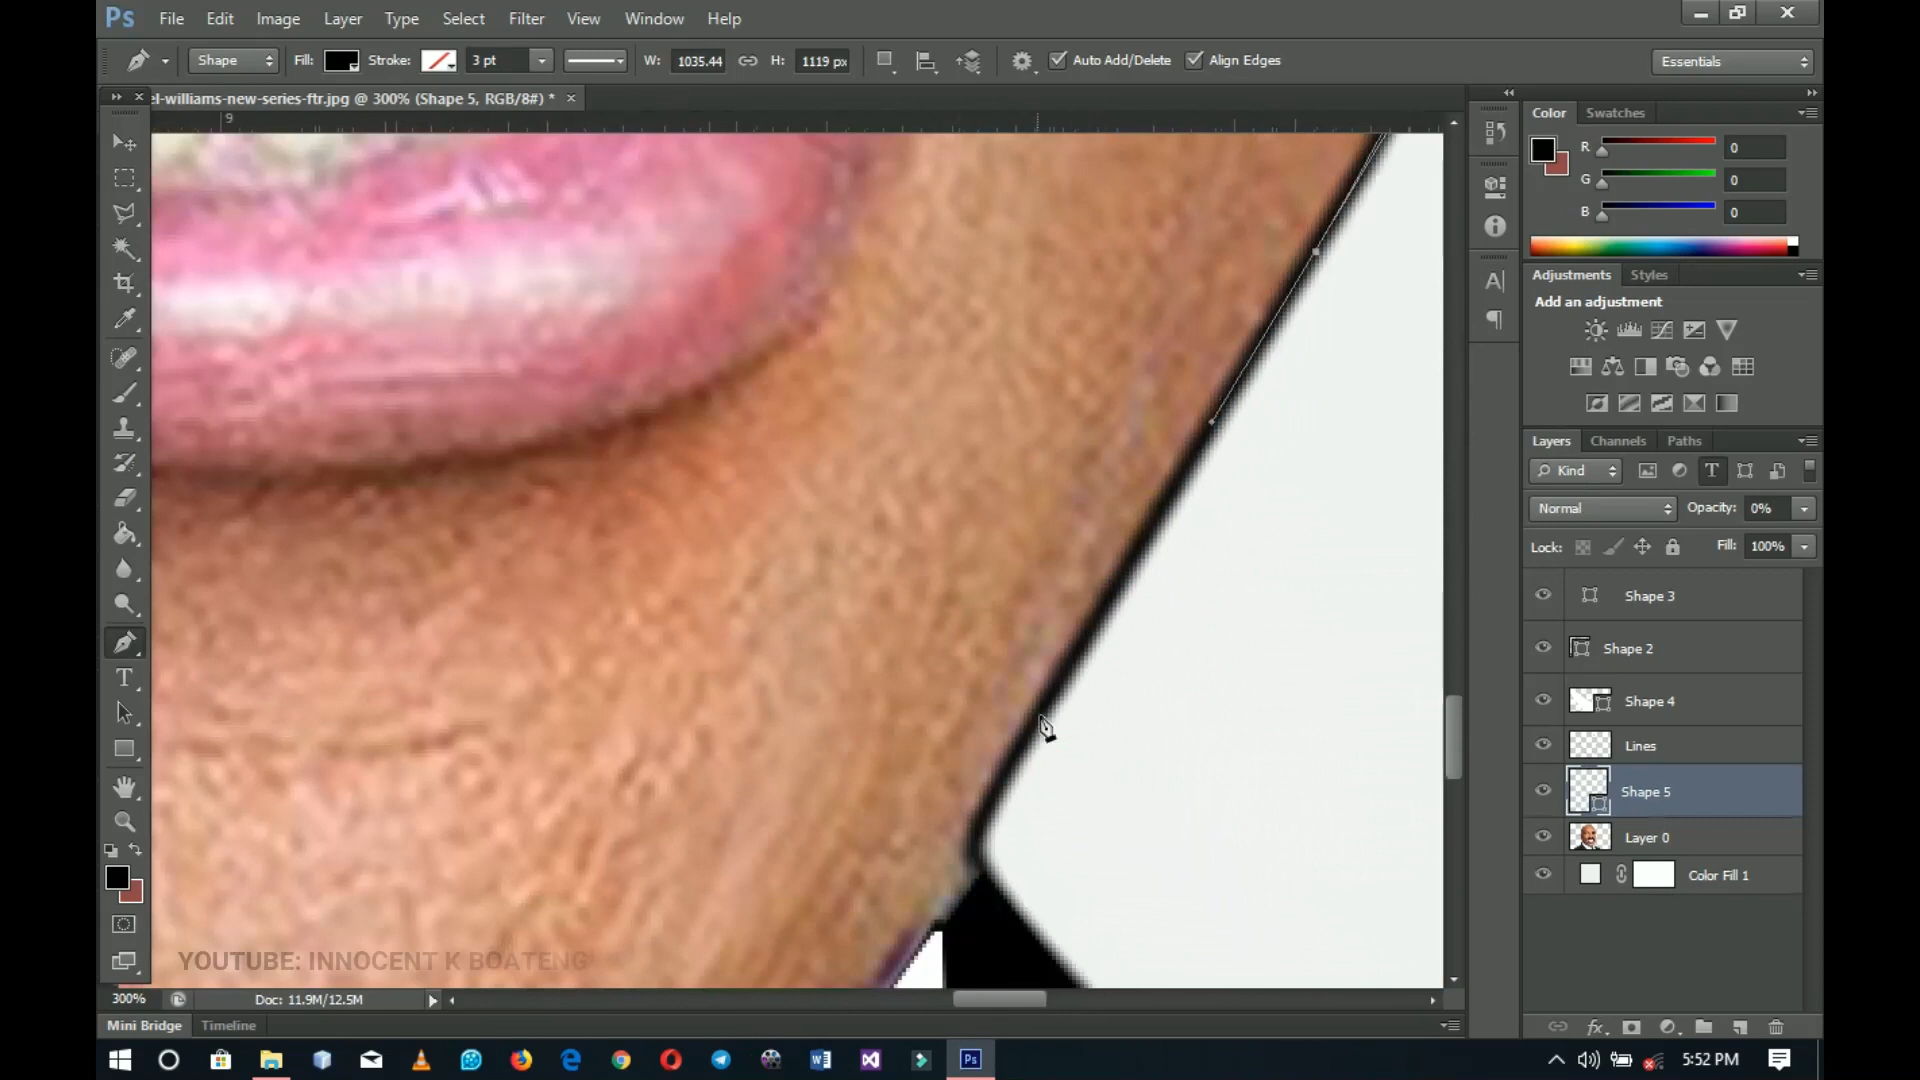 Ps File Edit Image Layer Type Select Filter View Window Help
Shape Fill: Stroke: 3 pt W: 1035.44 H: 1119 px Auto Add/Delete Align Edges Essentials
el-williams-new-series-ftr.jpg @ 300% (Shape 5, RGB/8#) *
9
Color Swatches
R 0
G 0
B 0
Adjustments Styles
Add an adjustment
Layers Channels Paths
Kind
Normal Opacity: 0%
Lock: Fill: 100%
Shape 3
Shape 2
Shape 4
Lines
Shape 5
Layer 0
Color Fill 1
YOUTUBE: INNOCENT K BOATENG
300% Doc: 11.9M/12.5M
Mini Bridge Timeline
5:52 PM